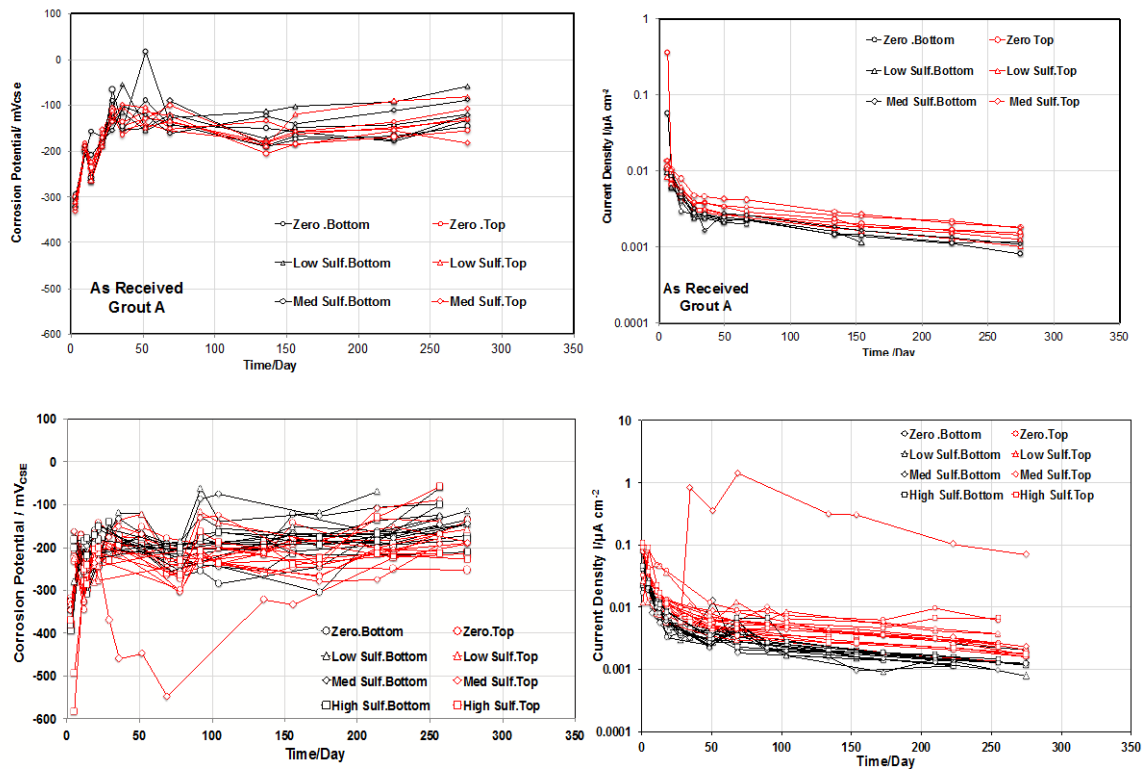 100
0
-100
-200
-300
-400
-500
-600
Corrosion Potential/ mVcse
Zero .Bottom
Zero .Top
Low Sulf.Bottom
Low Sulf.Top
Med Sulf.Bottom
Med Sulf.Top
As Received
Grout A
0 50 100 150 200 250 300 350
Time/Day
1
0.1
0.01
0.001
0.0001
Current Density I/µA cm⁻²
Zero .Bottom
Zero Top
Low Sulf.Bottom
Low Sulf.Top
Med Sulf.Bottom
Med Sulf.Top
As Received
Grout A
0 50 100 150 200 250 300 350
Time /Day
100
0
-100
-200
-300
-400
-500
-600
Corrosion Potential / mVCSE
Zero.Bottom
Zero.Top
Low Sulf.Bottom
Low Sulf.Top
Med Sulf.Bottom
Med Sulf.Top
High Sulf.Bottom
High Sulf.Top
0 50 100 150 200 250 300 350
Time/Day
10
1
0.1
0.01
0.001
0.0001
Current Density I/µA cm⁻²
Zero.Bottom
Zero.Top
Low Sulf.Bottom
Low Sulf.Top
Med Sulf.Bottom
Med Sulf.Top
High Sulf.Bottom
High Sulf.Top
0 50 100 150 200 250 300 350
Time/Day